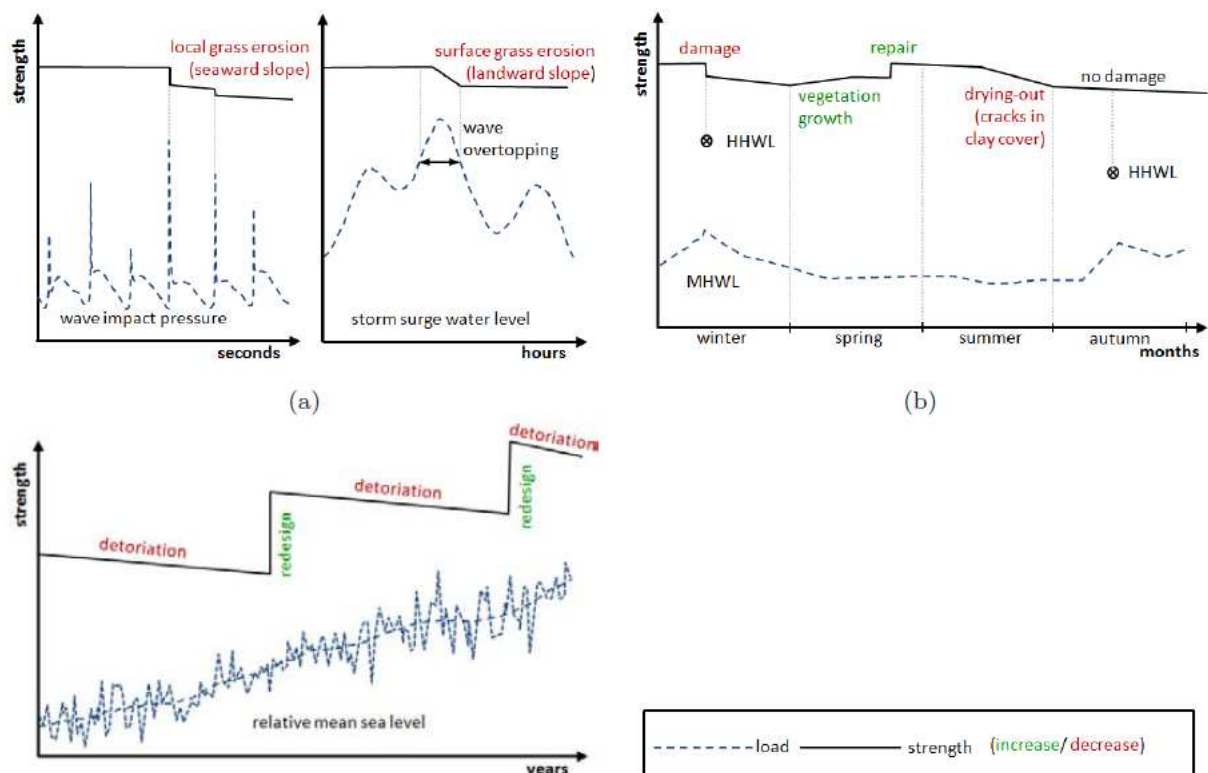 strength
local grass erosion
(seaward slope)
wave impact pressure
seconds
surface grass erosion
(landward slope)
wave
overtopping
storm surge water level
hours
(a)
strength
damage
repair
no damage
vegetation
growth
drying-out
(cracks in
clay cover)
HHWL
HHWL
MHWL
winter
spring
summer
autumn
months
(b)
strength
detoriation
redesign
detoriation
redesign
detoriation
relative mean sea level
years
load
strength
(increase/ decrease)